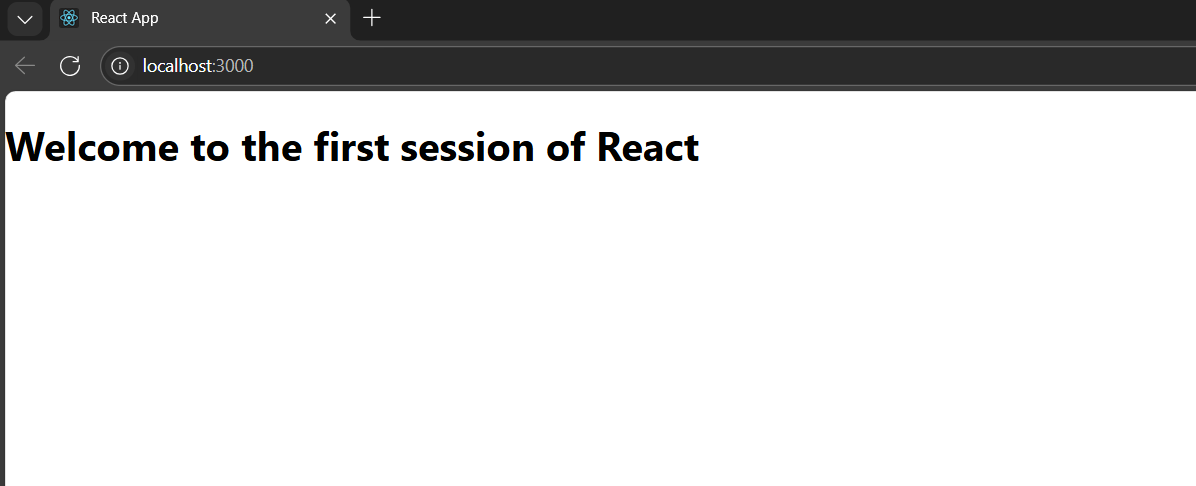 React App
localhost:3000
Welcome to the first session of React